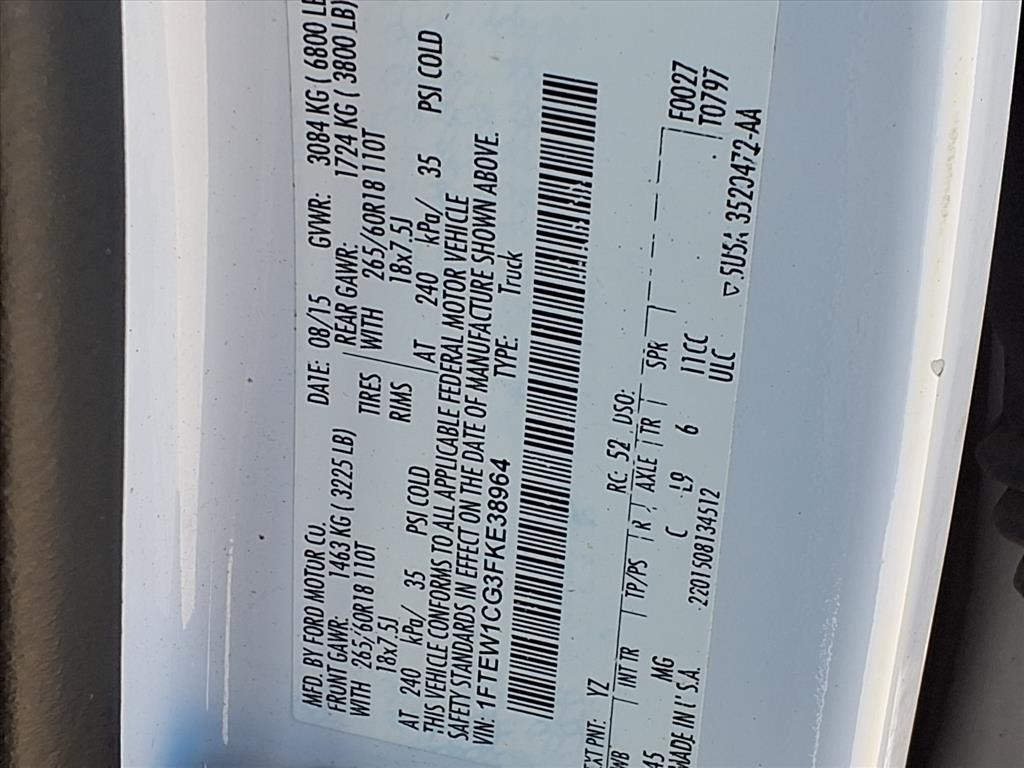 MFD. BY FORD MOTOR CO. DATE: 08/15 GVWR: 3084 KG ( 6800 LB
FRONT GAWR: 1463 KG ( 3225 LB) REAR GAWR: 1724 KG ( 3800 LB)
WITH 265/60R18 110T TIRES WITH 265/60R18 110T
18x7.5J RIMS 18x7.5J
AT 240 kPa/ 35 PSI COLD AT 240 kPa/ 35 PSI COLD
THIS VEHICLE CONFORMS TO ALL APPLICABLE FEDERAL MOTOR VEHICLE
SAFETY STANDARDS IN EFFECT ON THE DATE OF MANUFACTURE SHOWN ABOVE.
VIN: 1FTEW1CG3FKE38964 TYPE: Truck
EXT PNT: YZ RC: 52 DSO: F0027
WB INT TR TP/PS R AXLE TR SPR T0797
45 MG C L9 6 11CC
MADE IN U.S.A. 2201508134512 ULC
5U5A 3523472-AA